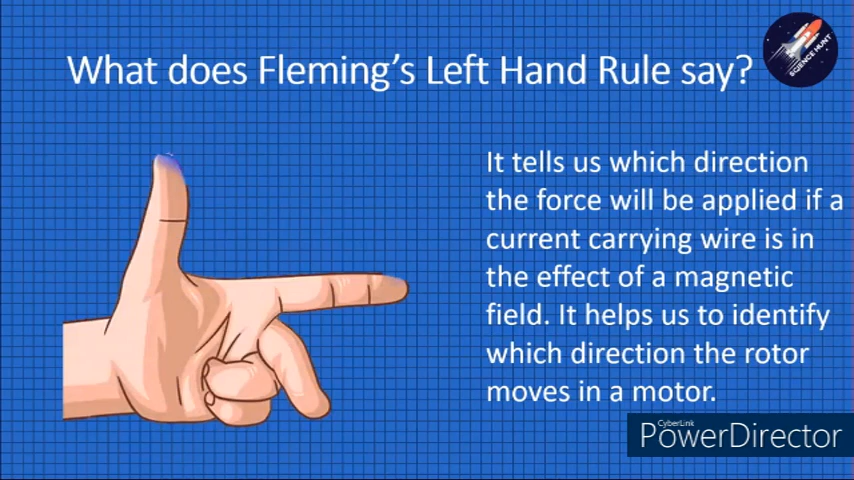 What does Fleming's Left Hand Rule say?
SCIENCE HUNT
It tells us which direction
the force will be applied if a
current carrying wire is in
the effect of a magnetic
field. It helps us to identify
which direction the rotor
moves in a motor.
CyberLink
PowerDirector